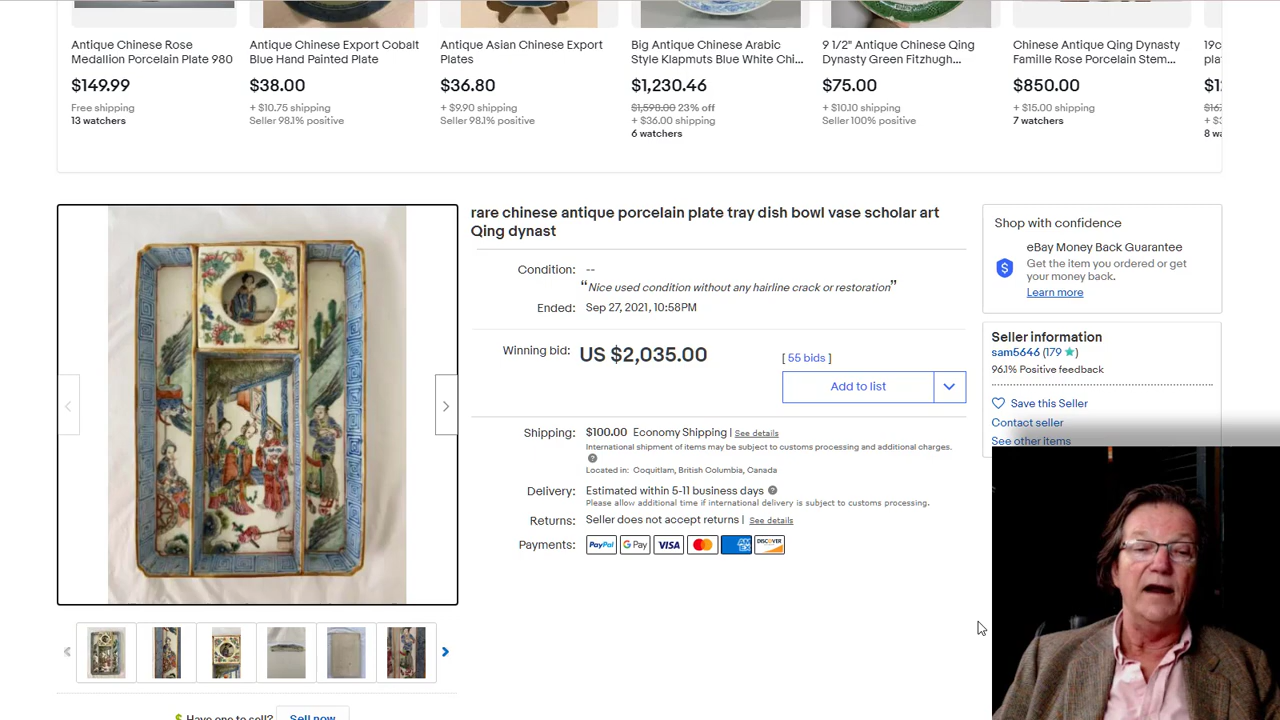 Antique Chinese Rose
Medallion Porcelain Plate 980
$149.99
Free shipping
13 watchers
Antique Chinese Export Cobalt
Blue Hand Painted Plate
$38.00
+ $10.75 shipping
Seller 98.1% positive
Antique Asian Chinese Export
Plates
$36.80
+ $9.90 shipping
Seller 98.1% positive
Big Antique Chinese Arabic
Style Klapmuts Blue White Chi...
$1,230.46
$1,598.00 23% off
+ $36.00 shipping
6 watchers
9 1/2" Antique Chinese Qing
Dynasty Green Fitzhugh...
$75.00
+ $10.10 shipping
Seller 100% positive
Chinese Antique Qing Dynasty
Famille Rose Porcelain Stem...
$850.00
+ $15.00 shipping
7 watchers
19c
8 wa
rare chinese antique porcelain plate tray dish bowl vase scholar art
Qing dynast
Condition: --
“Nice used condition without any hairline crack or restoration”
Ended: Sep 27, 2021, 10:58PM
Winning bid: US $2,035.00
[ 55 bids ]
Add to list
Shipping: $100.00 Economy Shipping | See details
International shipment of items may be subject to customs processing and additional charges.
Located in: Coquitlam, British Columbia, Canada
Delivery: Estimated within 5-11 business days
Please allow additional time if international delivery is subject to customs processing.
Returns: Seller does not accept returns | See details
Payments: PayPal G Pay VISA DISCOVER
Shop with confidence
eBay Money Back Guarantee
Get the item you ordered or get
your money back.
Learn more
Seller information
sam5646 (179 )
96.1% Positive feedback
Save this Seller
Contact seller
See other items
$ Have one to sell? Sell now